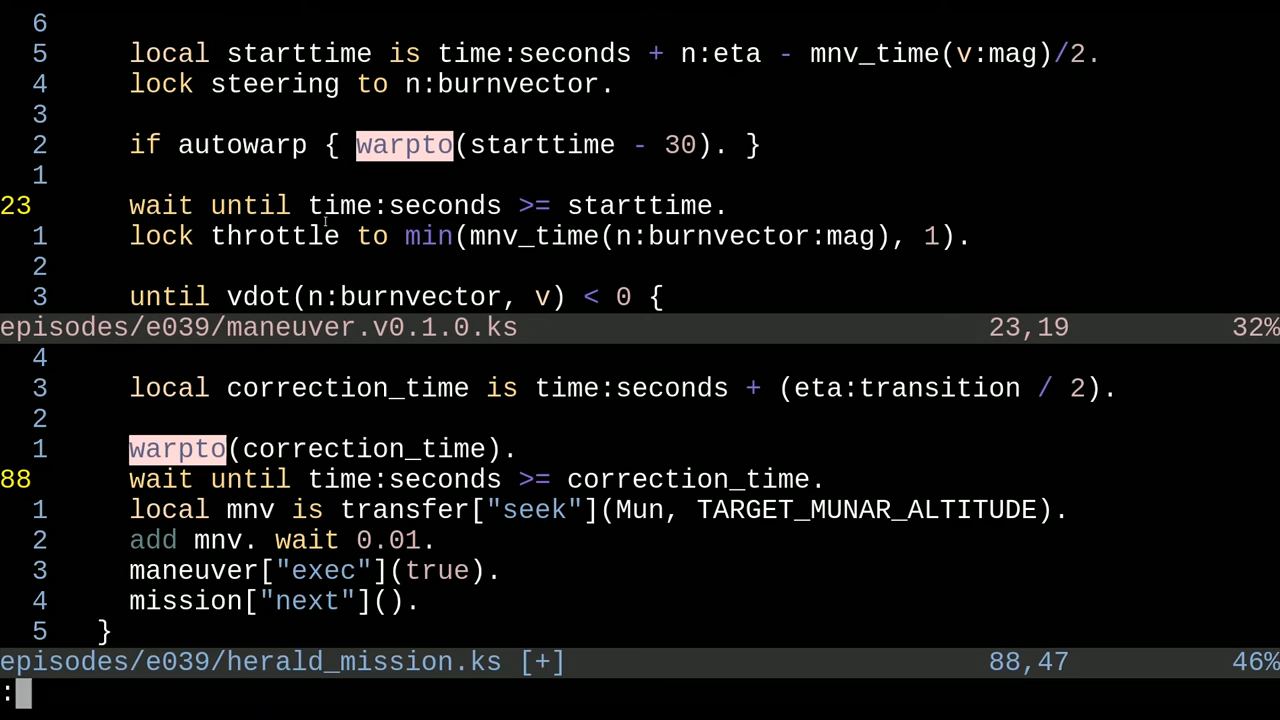 6
5     local starttime is time:seconds + n:eta - mnv_time(v:mag)/2.
4     lock steering to n:burnvector.
3
2     if autowarp { warpto(starttime - 30). }
1
23     wait until time:seconds >= starttime.
1     lock throttle to min(mnv_time(n:burnvector:mag), 1).
2
3     until vdot(n:burnvector, v) < 0 {
episodes/e039/maneuver.v0.1.0.ks 23,19 32%
4
3     local correction_time is time:seconds + (eta:transition / 2).
2
1     warpto(correction_time).
88     wait until time:seconds >= correction_time.
1     local mnv is transfer["seek"](Mun, TARGET_MUNAR_ALTITUDE).
2     add mnv. wait 0.01.
3     maneuver["exec"](true).
4     mission["next"]().
5   }
episodes/e039/herald_mission.ks [+] 88,47 46%
: